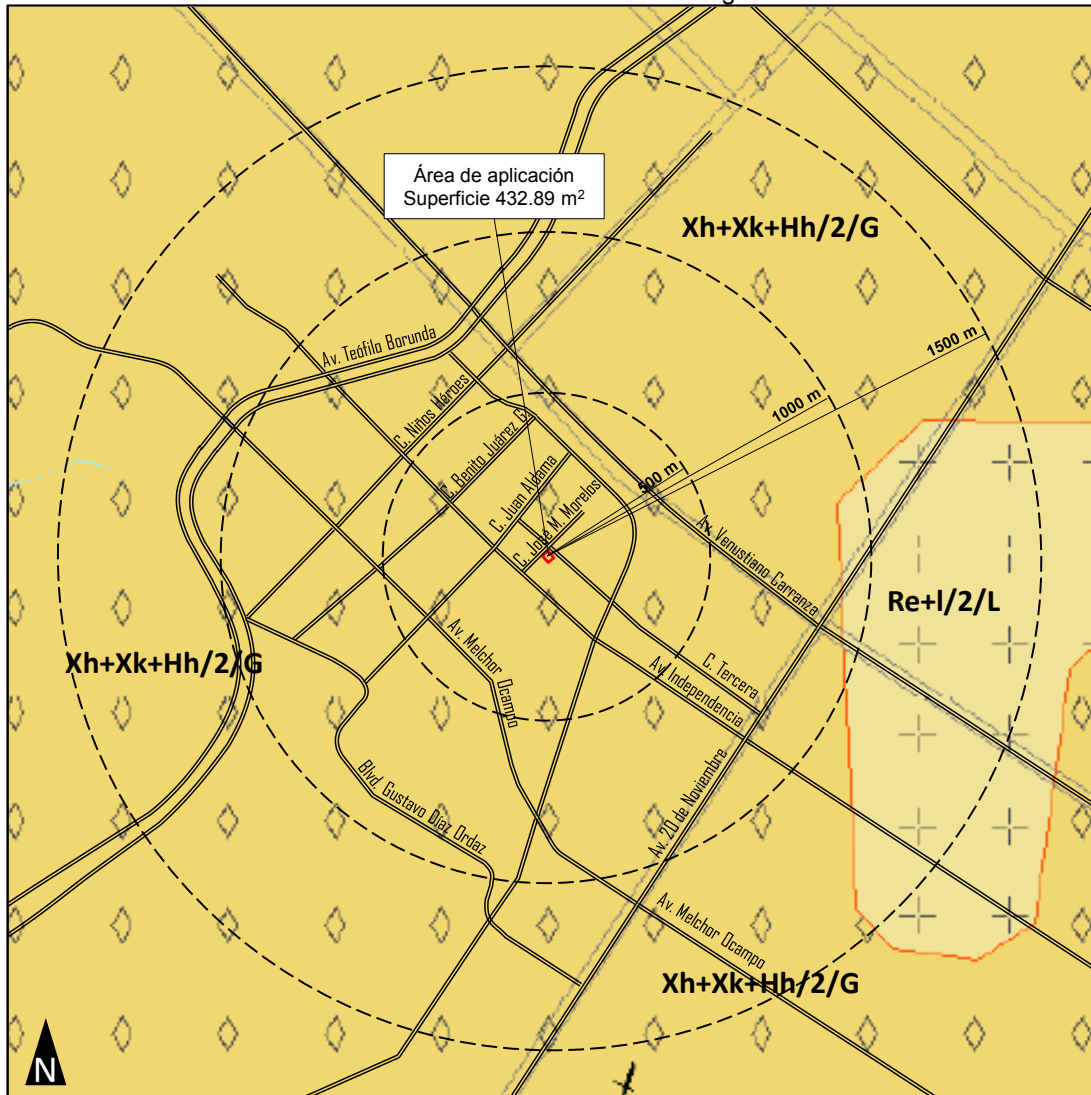 Área de aplicación
Superficie 432.89 m²
Xh+Xk+Hh/2/G
1500 m
Av. Teófilo Borunda
C. Niños Héroes
1000 m
C. Benito Juárez G.
C. Juan Aldama
500 m
C. José M. Morelos
Av. Venustiano Carranza
Re+l/2/L
Xh+Xk+Hh/2/G
Av. Melchor Ocampo
C. Tercera
Av. Independencia
Blvd. Gustavo Díaz Ordaz
Av. 20 de Noviembre
Av. Melchor Ocampo
Xh+Xk+Hh/2/G
N